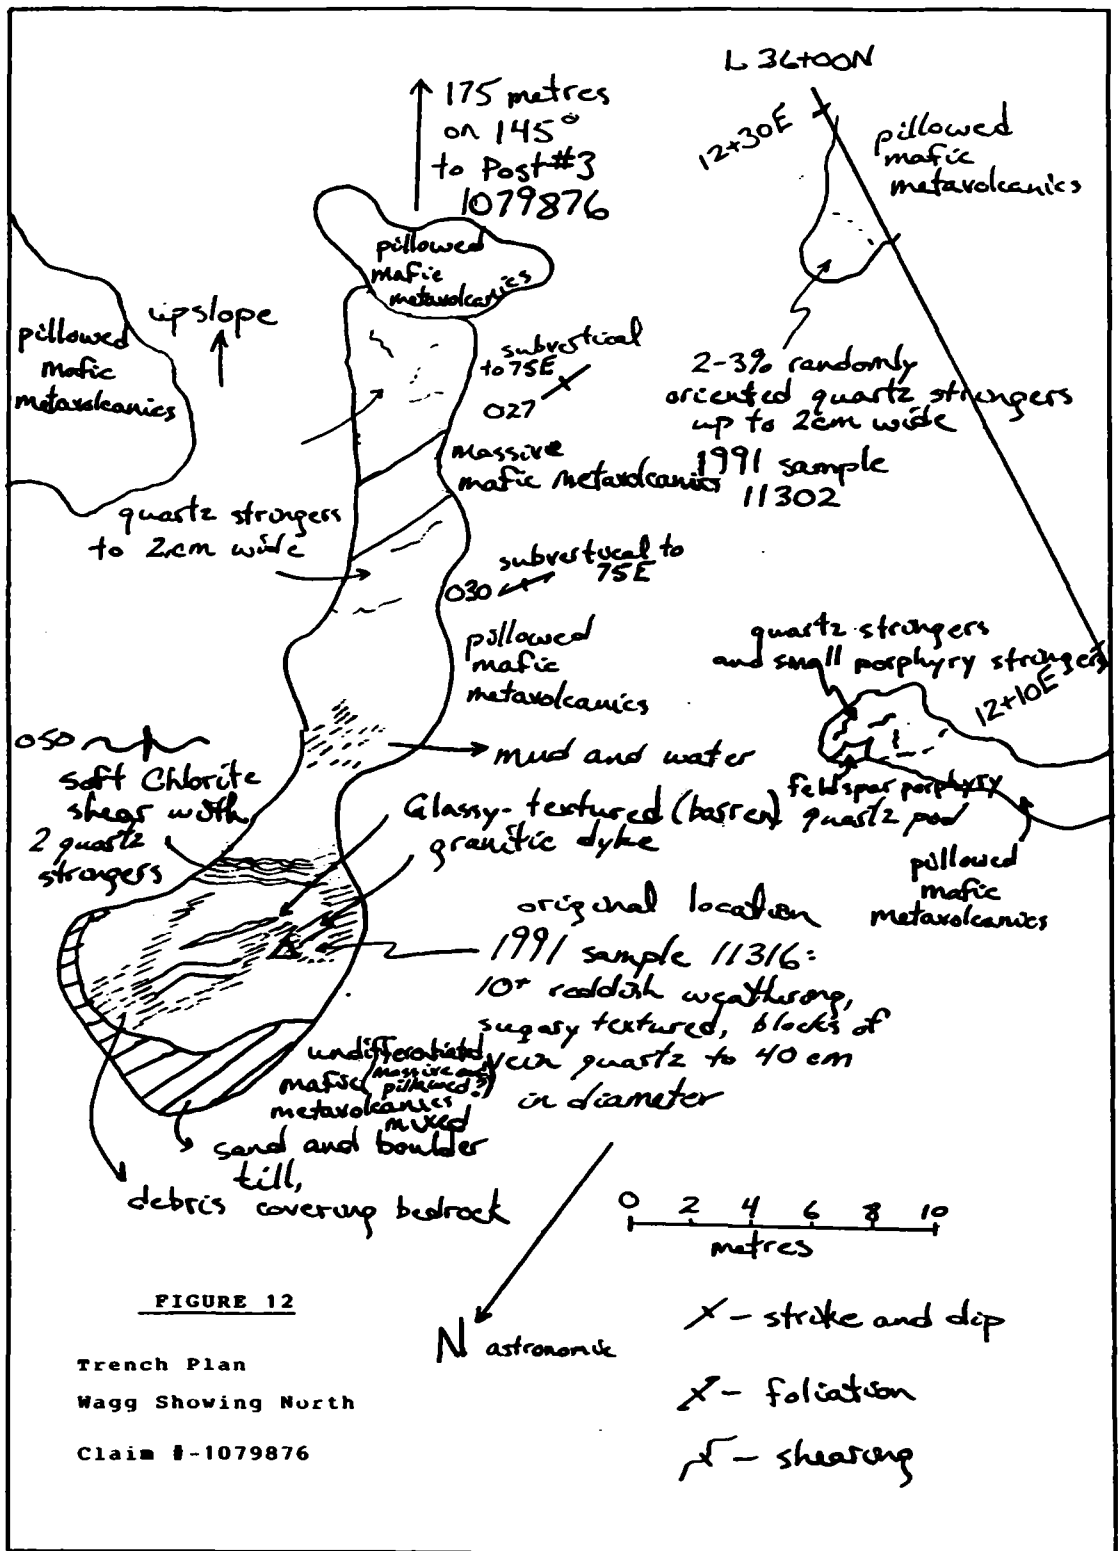 L 36+00N
175 metres
on 145°
to Post #3
1079876
12+30E
pillowed
mafic
metavolcanics
pillowed
mafic
metavolcanics
upslope
pillowed
mafic
metavolcanics
subvertical
to 75E
027
2-3% randomly
oriented quartz stringers
up to 2cm wide
1991 sample
11302
massive
mafic metavolcanics
quartz stringers
to 2cm wide
subvertical to
75E
030
pillowed
mafic
metavolcanics
quartz stringers
and small porphyry stringers
12+10E
050
soft Chlorite
shear with
2 quartz
stringers
mud and water
feldspar porphyry
quartz pod
Glassy-textured (barren)
granitic dyke
pillowed
mafic
metavolcanics
original location
1991 sample 11316:
10+ reddish weathering,
sugary textured, blocks of
vein quartz to 40 cm
in diameter
undifferentiated
mafic (massive and
pillowed?)
metavolcanics
mixed
sand and boulder
till,
debris covering bedrock
0 2 4 6 8 10
metres
N astronomic
- strike and dip
- foliation
- shearing
FIGURE 12
Trench Plan
Wagg Showing North
Claim #-1079876